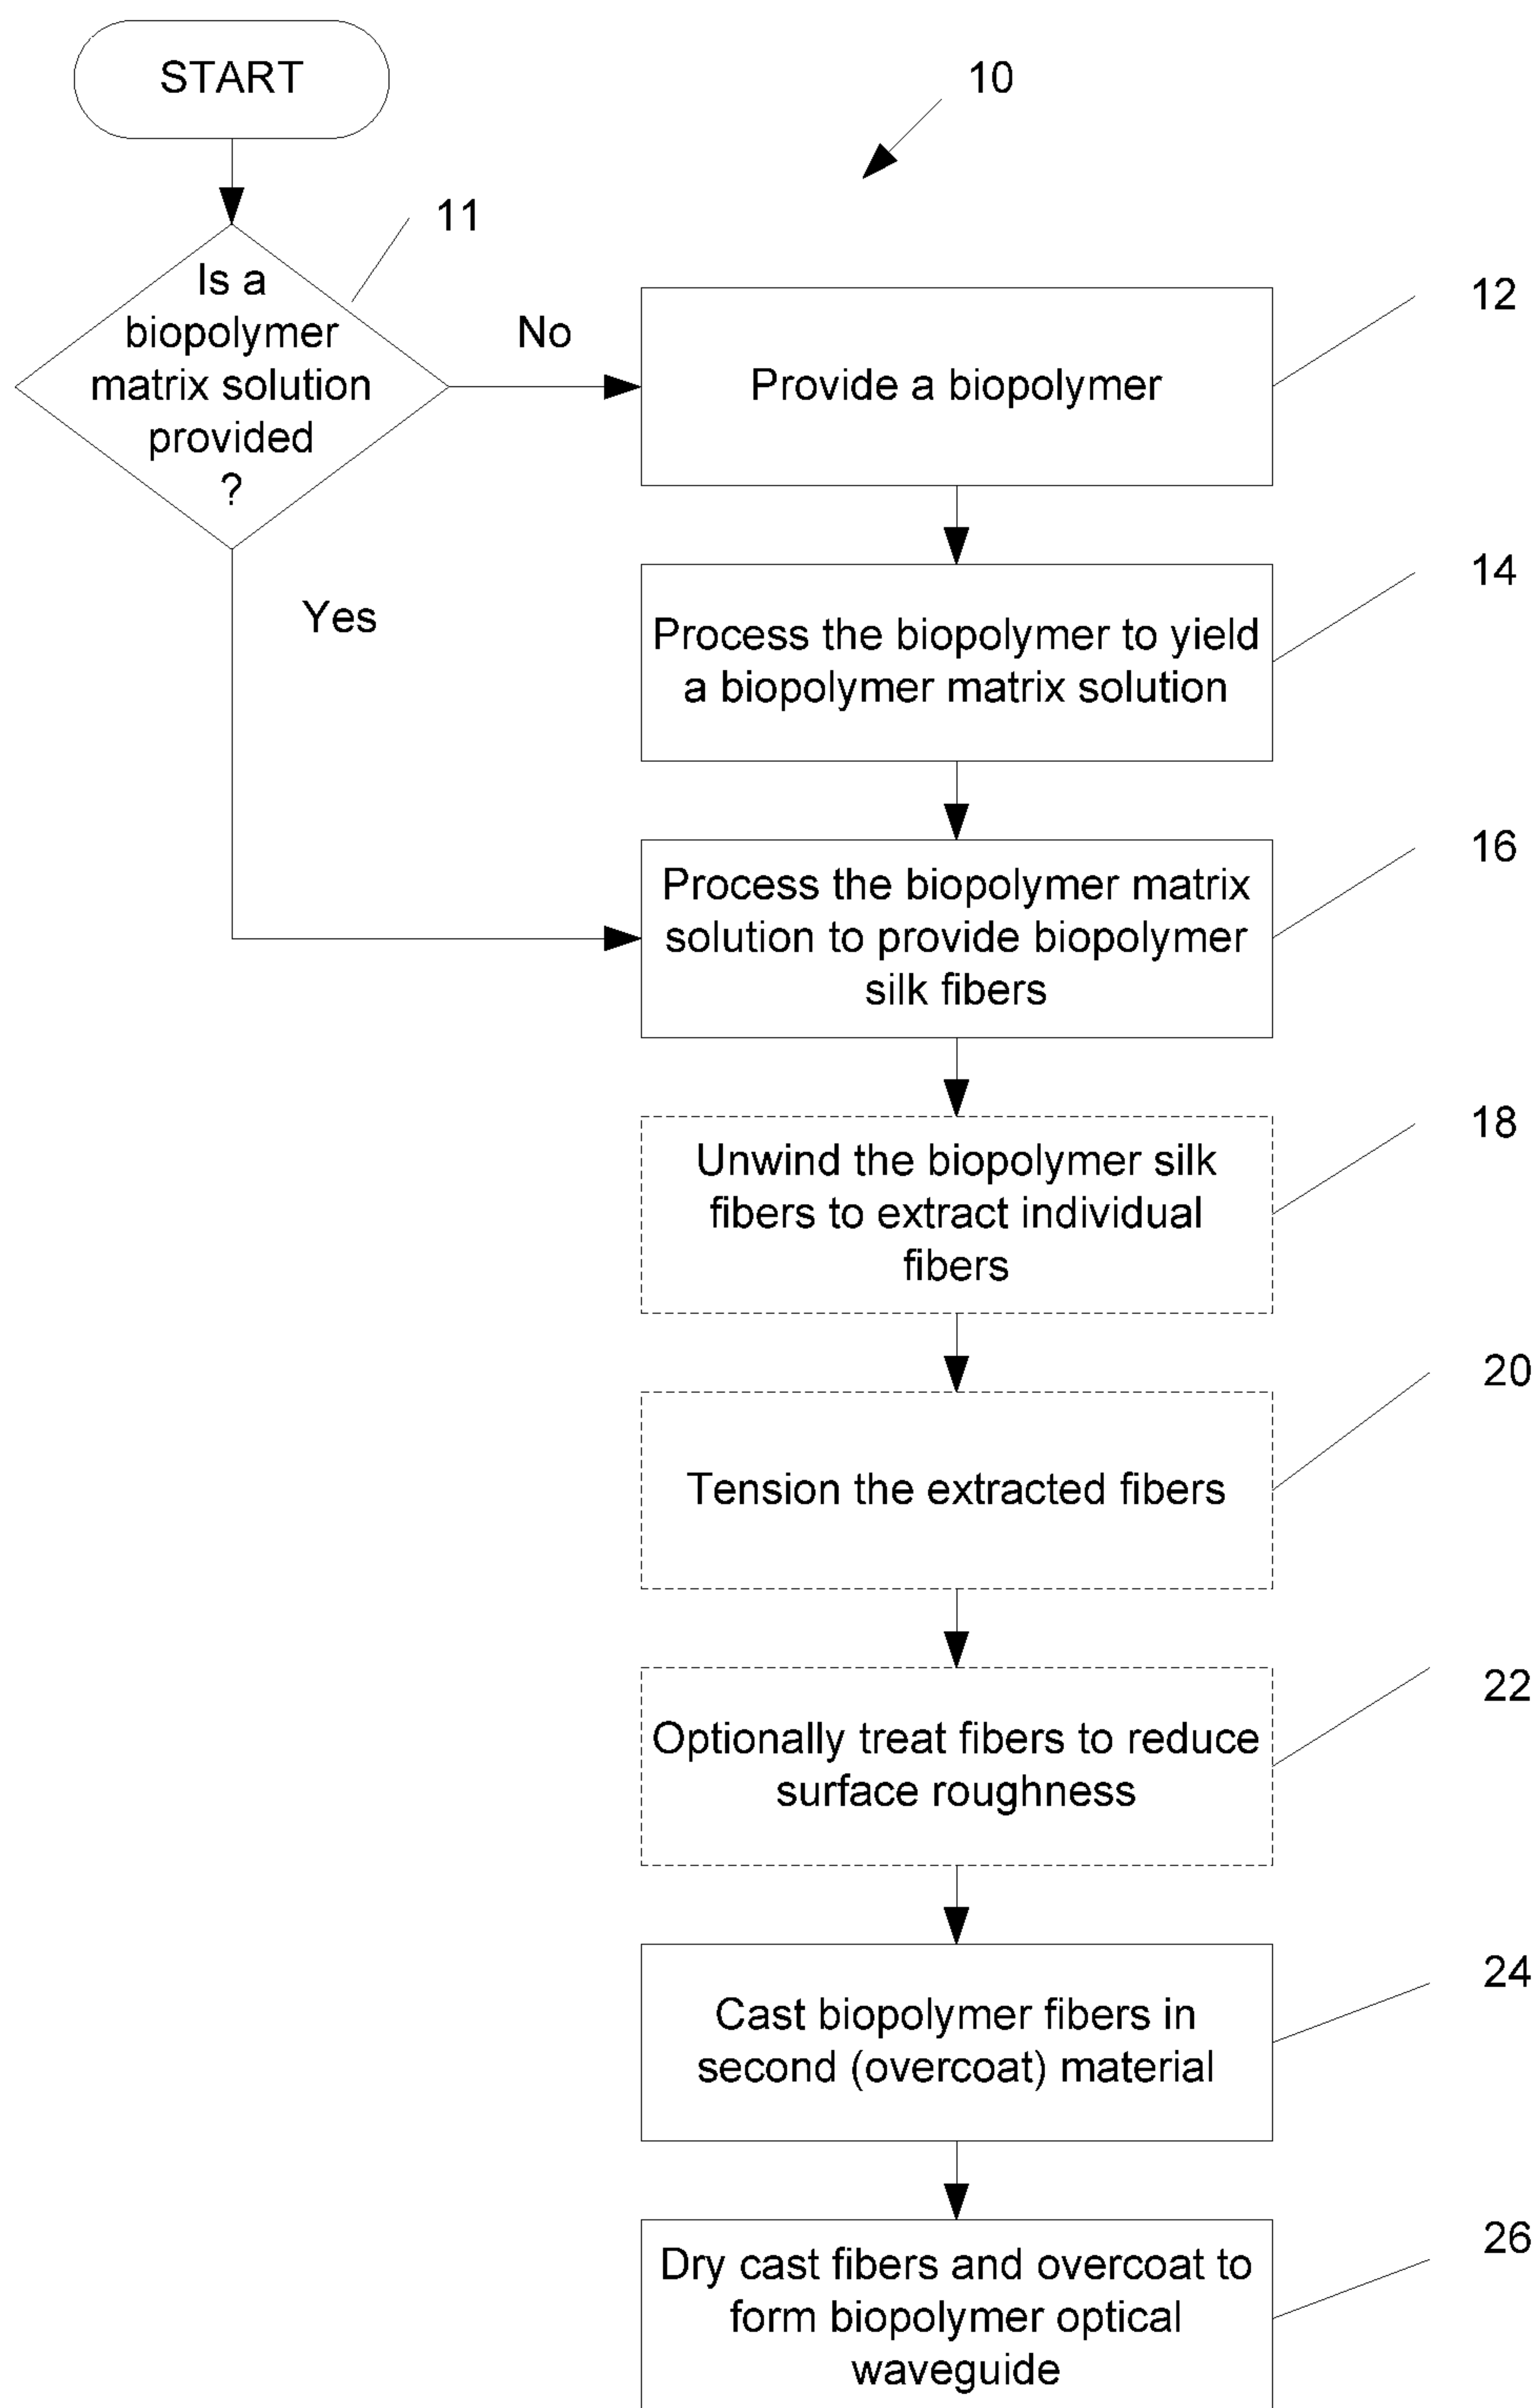 START
10
11
Is a
biopolymer
matrix solution
provided
?
No
Yes
12
Provide a biopolymer
14
Process the biopolymer to yield
a biopolymer matrix solution
16
Process the biopolymer matrix
solution to provide biopolymer
silk fibers
18
Unwind the biopolymer silk
fibers to extract individual
fibers
20
Tension the extracted fibers
22
Optionally treat fibers to reduce
surface roughness
24
Cast biopolymer fibers in
second (overcoat) material
26
Dry cast fibers and overcoat to
form biopolymer optical
waveguide